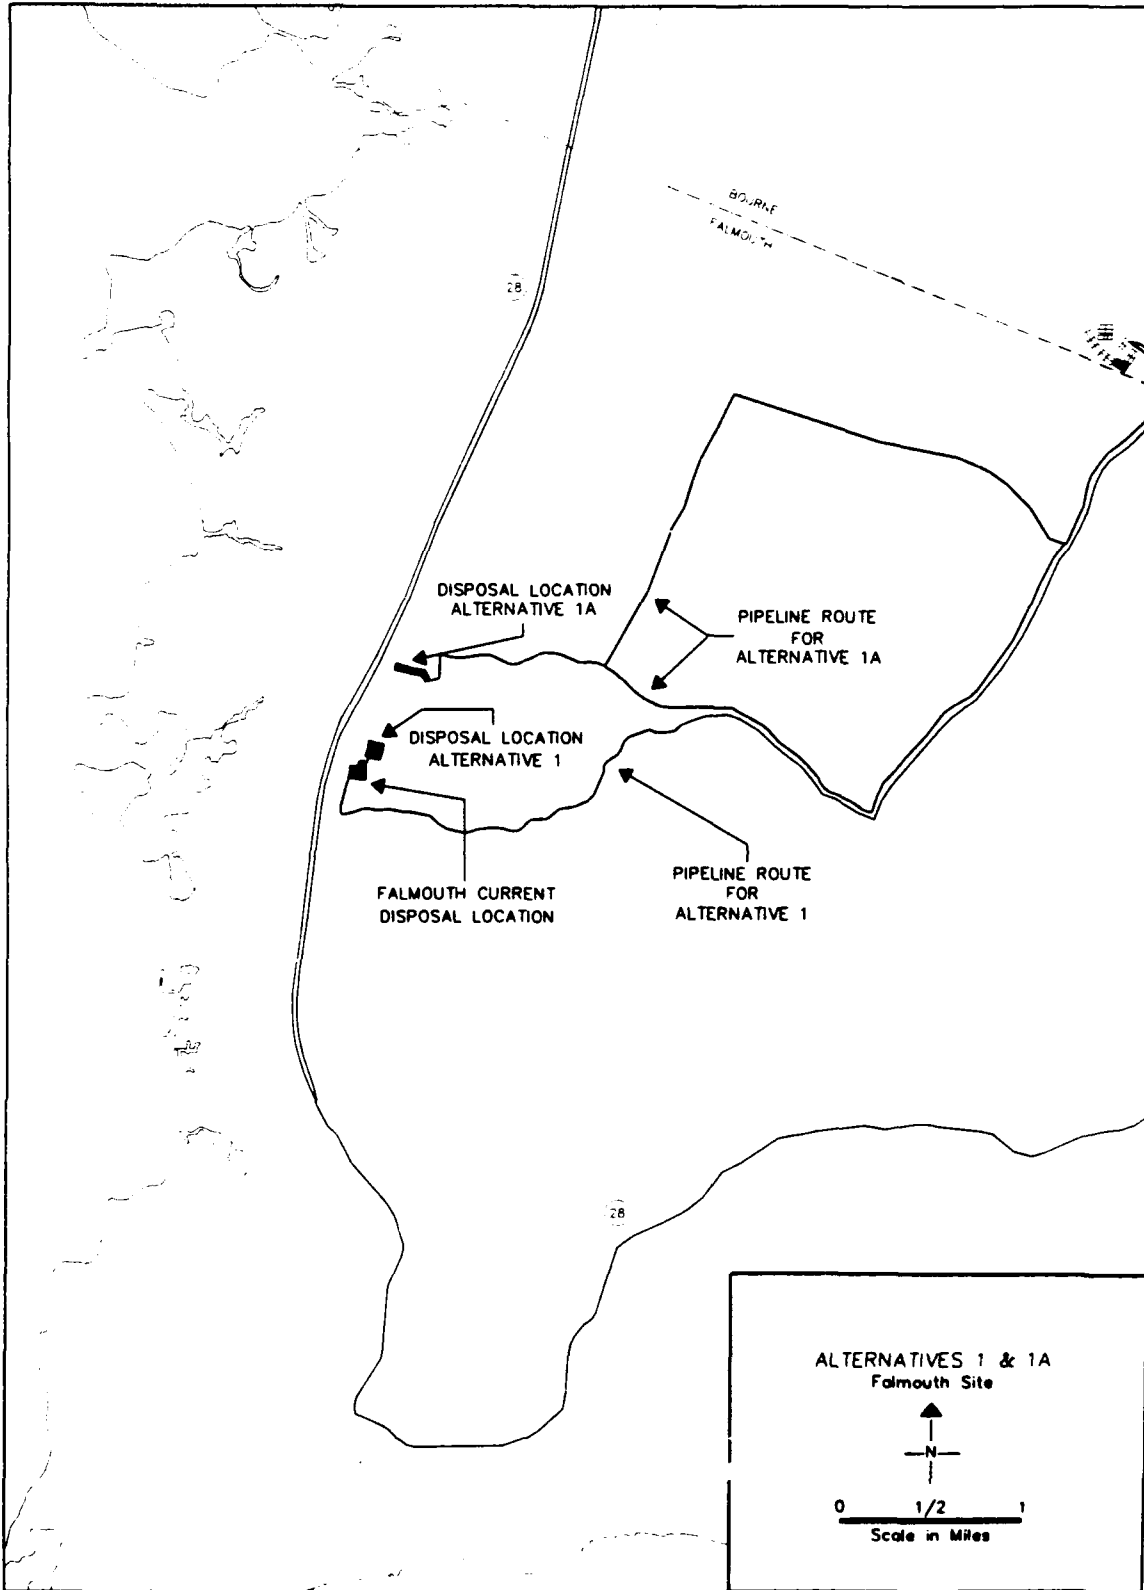 BOURNE
FALMOUTH
28
DISPOSAL LOCATION
ALTERNATIVE 1A
PIPELINE ROUTE
FOR
ALTERNATIVE 1A
DISPOSAL LOCATION
ALTERNATIVE 1
FALMOUTH CURRENT
DISPOSAL LOCATION
PIPELINE ROUTE
FOR
ALTERNATIVE 1
28
ALTERNATIVES 1 & 1A
Falmouth Site
N
0 1/2 1
Scale in Miles